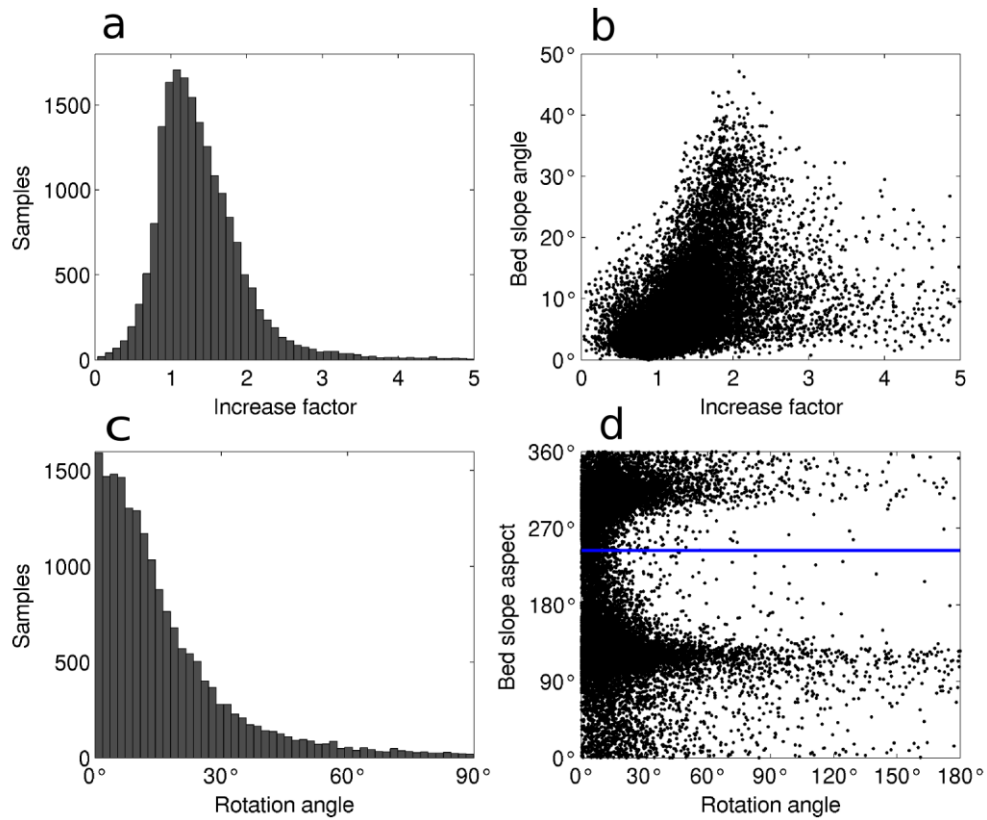 a
1500
1000
500
0
Samples
0 1 2 3 4 5
Increase factor
b
50°
40°
30°
20°
10°
0°
Bed slope angle
0 1 2 3 4 5
Increase factor
c
1500
1000
500
0
Samples
0° 30° 60° 90°
Rotation angle
d
360°
270°
180°
90°
0°
Bed slope aspect
0° 30° 60° 90° 120° 150° 180°
Rotation angle